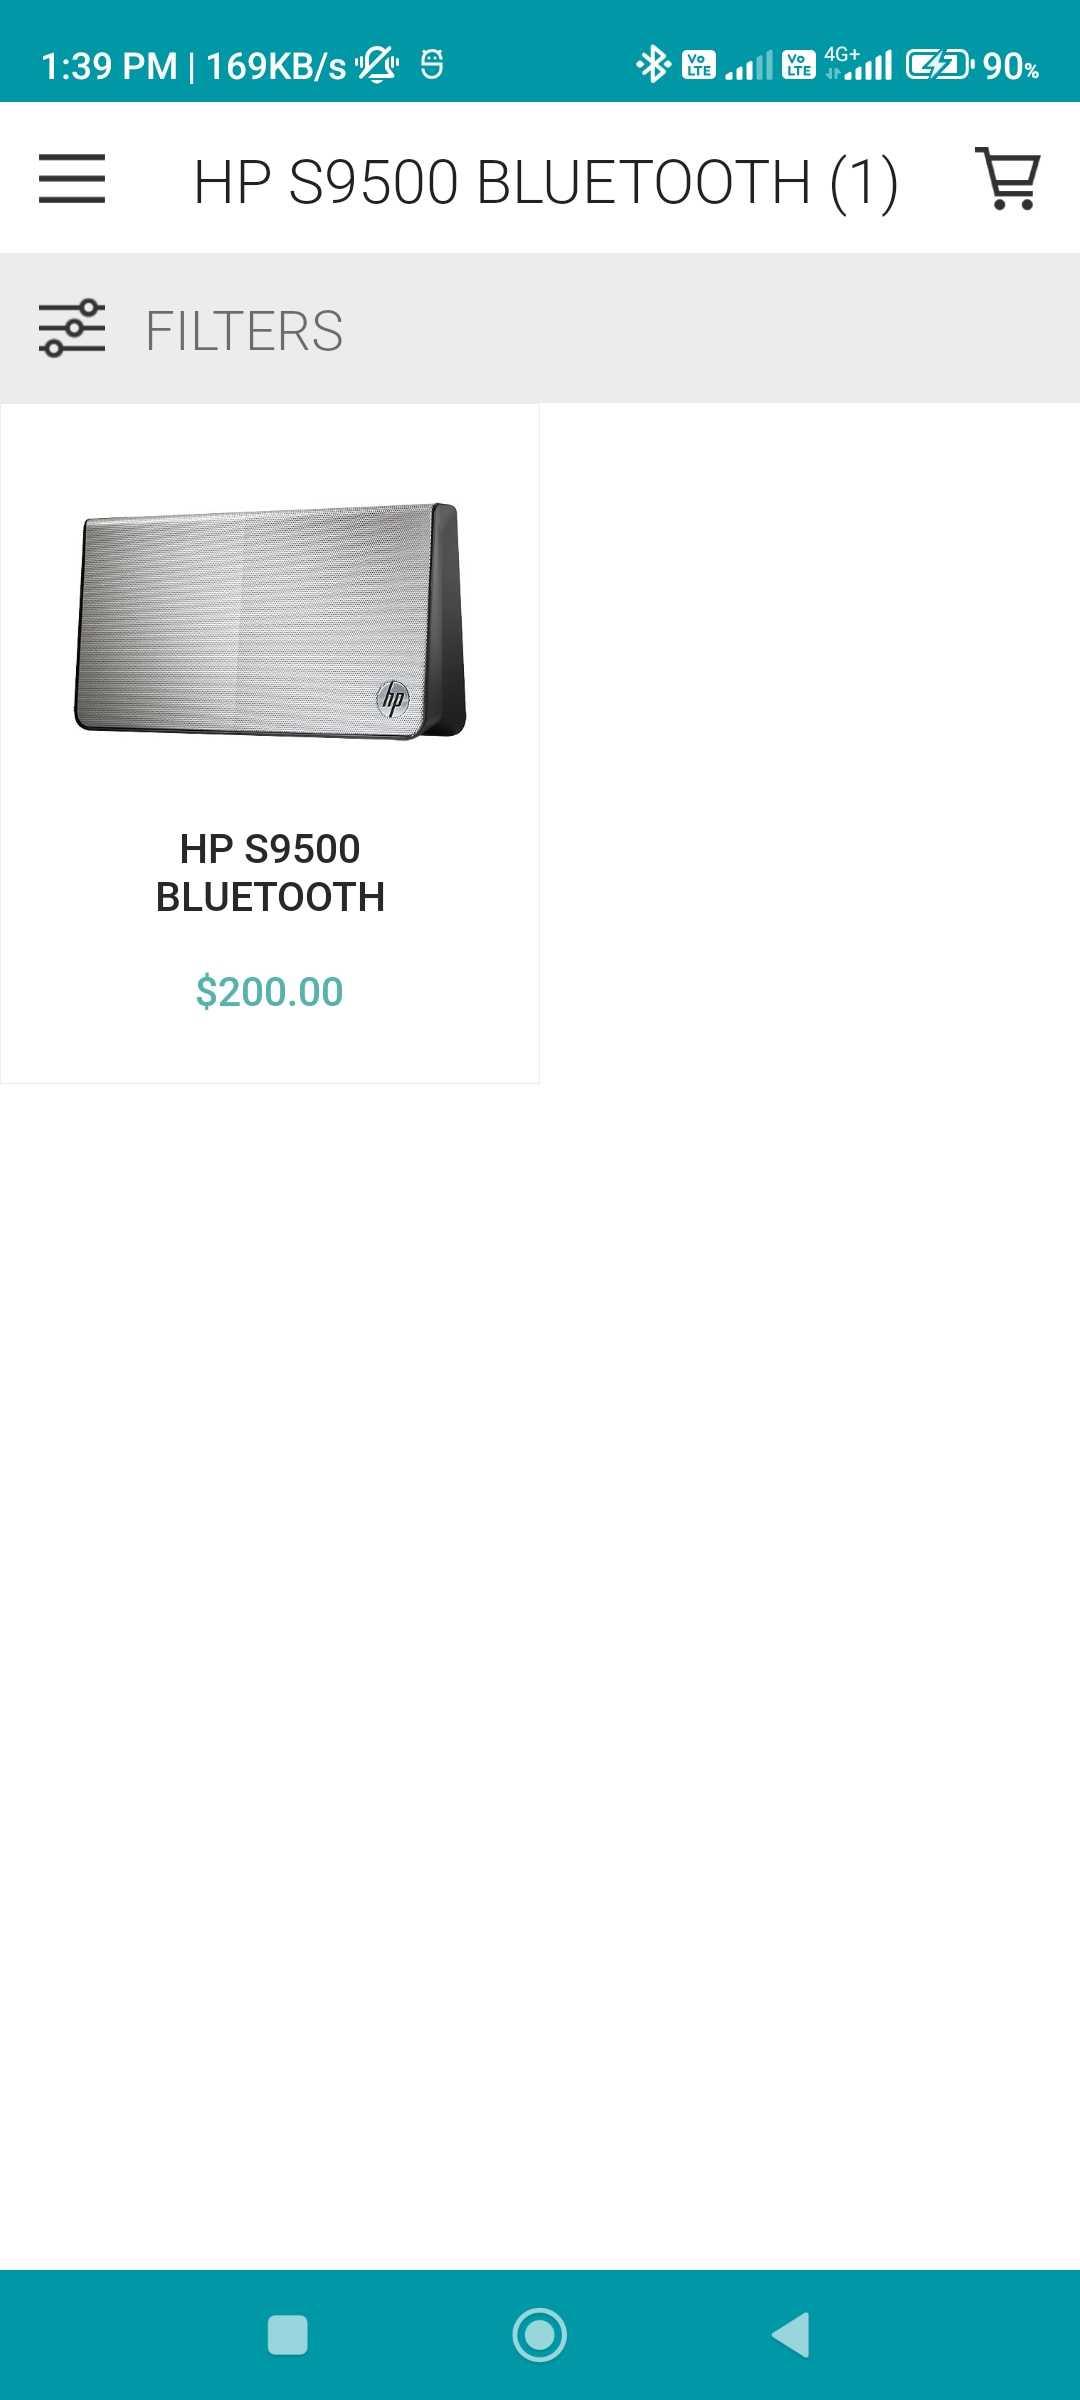 1:39 PM | 169KB/s Vo LTE Vo LTE 4G+ 90%
HP S9500 BLUETOOTH (1)
FILTERS
hp
HP S9500
BLUETOOTH
$200.00